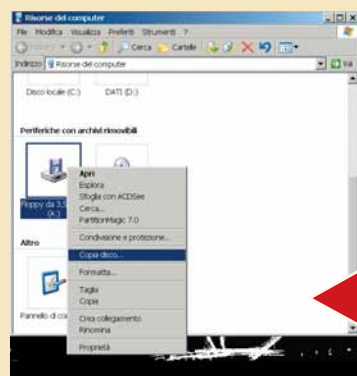 Risorse del computer
File Modifica Visualizza Preferiti Strumenti ?
Cerca Cartelle
Indirizzo Risorse del computer Vai
Disco locale (C:) DATI (D:)
Periferiche con archivi rimovibili
Floppy da 3,5
(A:)
Apri
Esplora
Sfoglia con ACDSee
Cerca...
PartitionMagic 7.0
Condivisione e protezione...
Copia disco...
Formatta...
Taglia
Copia
Crea collegamento
Rinomina
Proprietà
Altro
Pannello di co